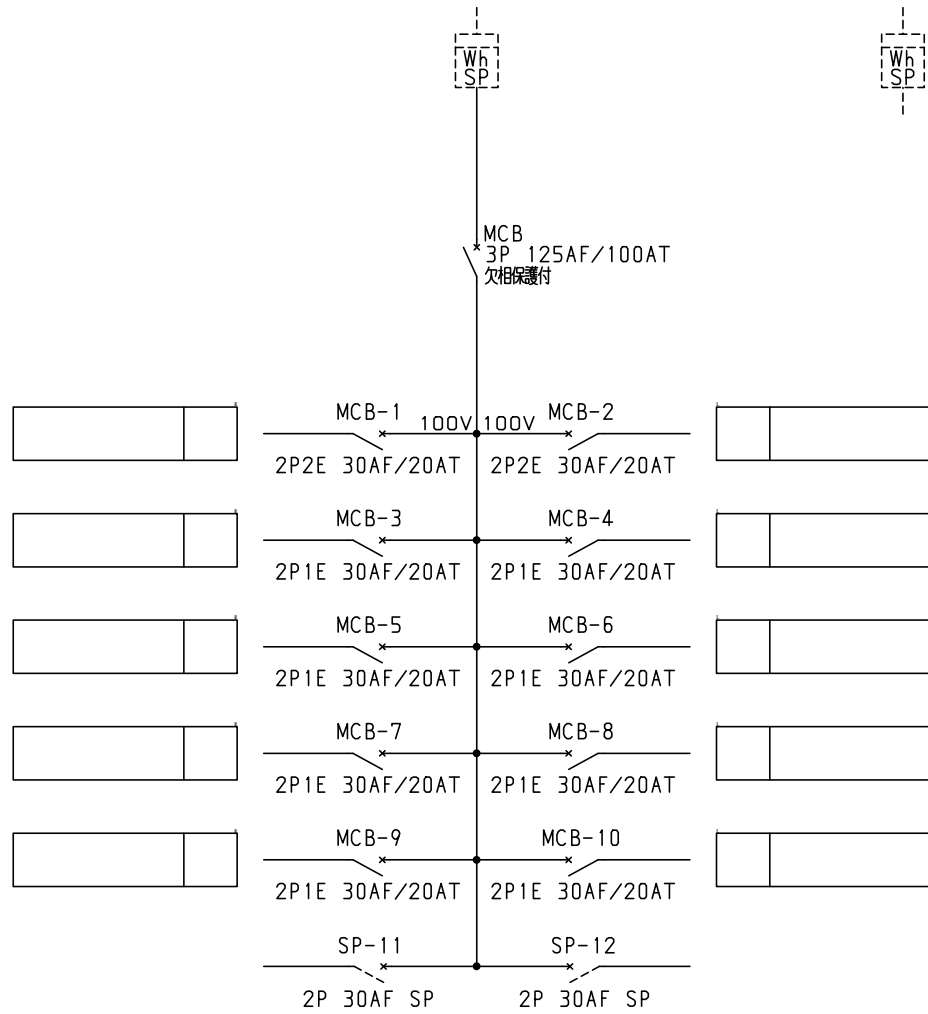 Wh
SP
Wh
SP
MCB
3P 125AF/100AT
欠相保護付
MCB-1
100V
100V
MCB-2
2P2E 30AF/20AT
2P2E 30AF/20AT
MCB-3
MCB-4
2P1E 30AF/20AT
2P1E 30AF/20AT
MCB-5
MCB-6
2P1E 30AF/20AT
2P1E 30AF/20AT
MCB-7
MCB-8
2P1E 30AF/20AT
2P1E 30AF/20AT
MCB-9
MCB-10
2P1E 30AF/20AT
2P1E 30AF/20AT
SP-11
SP-12
2P 30AF SP
2P 30AF SP